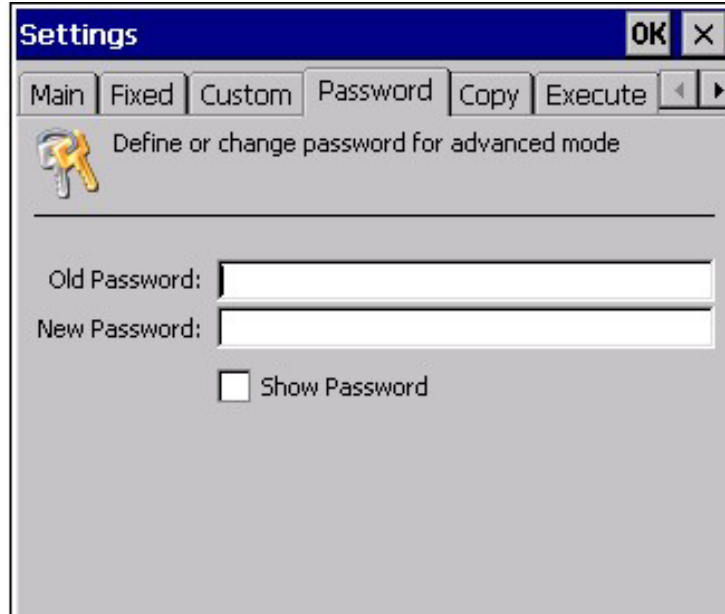 Settings OK ×
Main Fixed Custom Password Copy Execute
Define or change password for advanced mode
Old Password:
New Password:
Show Password